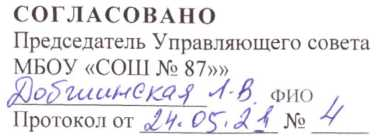 СОГЛАСОВАНО
Председатель Управляющего совета
МБОУ «СОШ № 87»»
Добшинская Л.В. ФИО
Протокол от 24.05.21 № 4